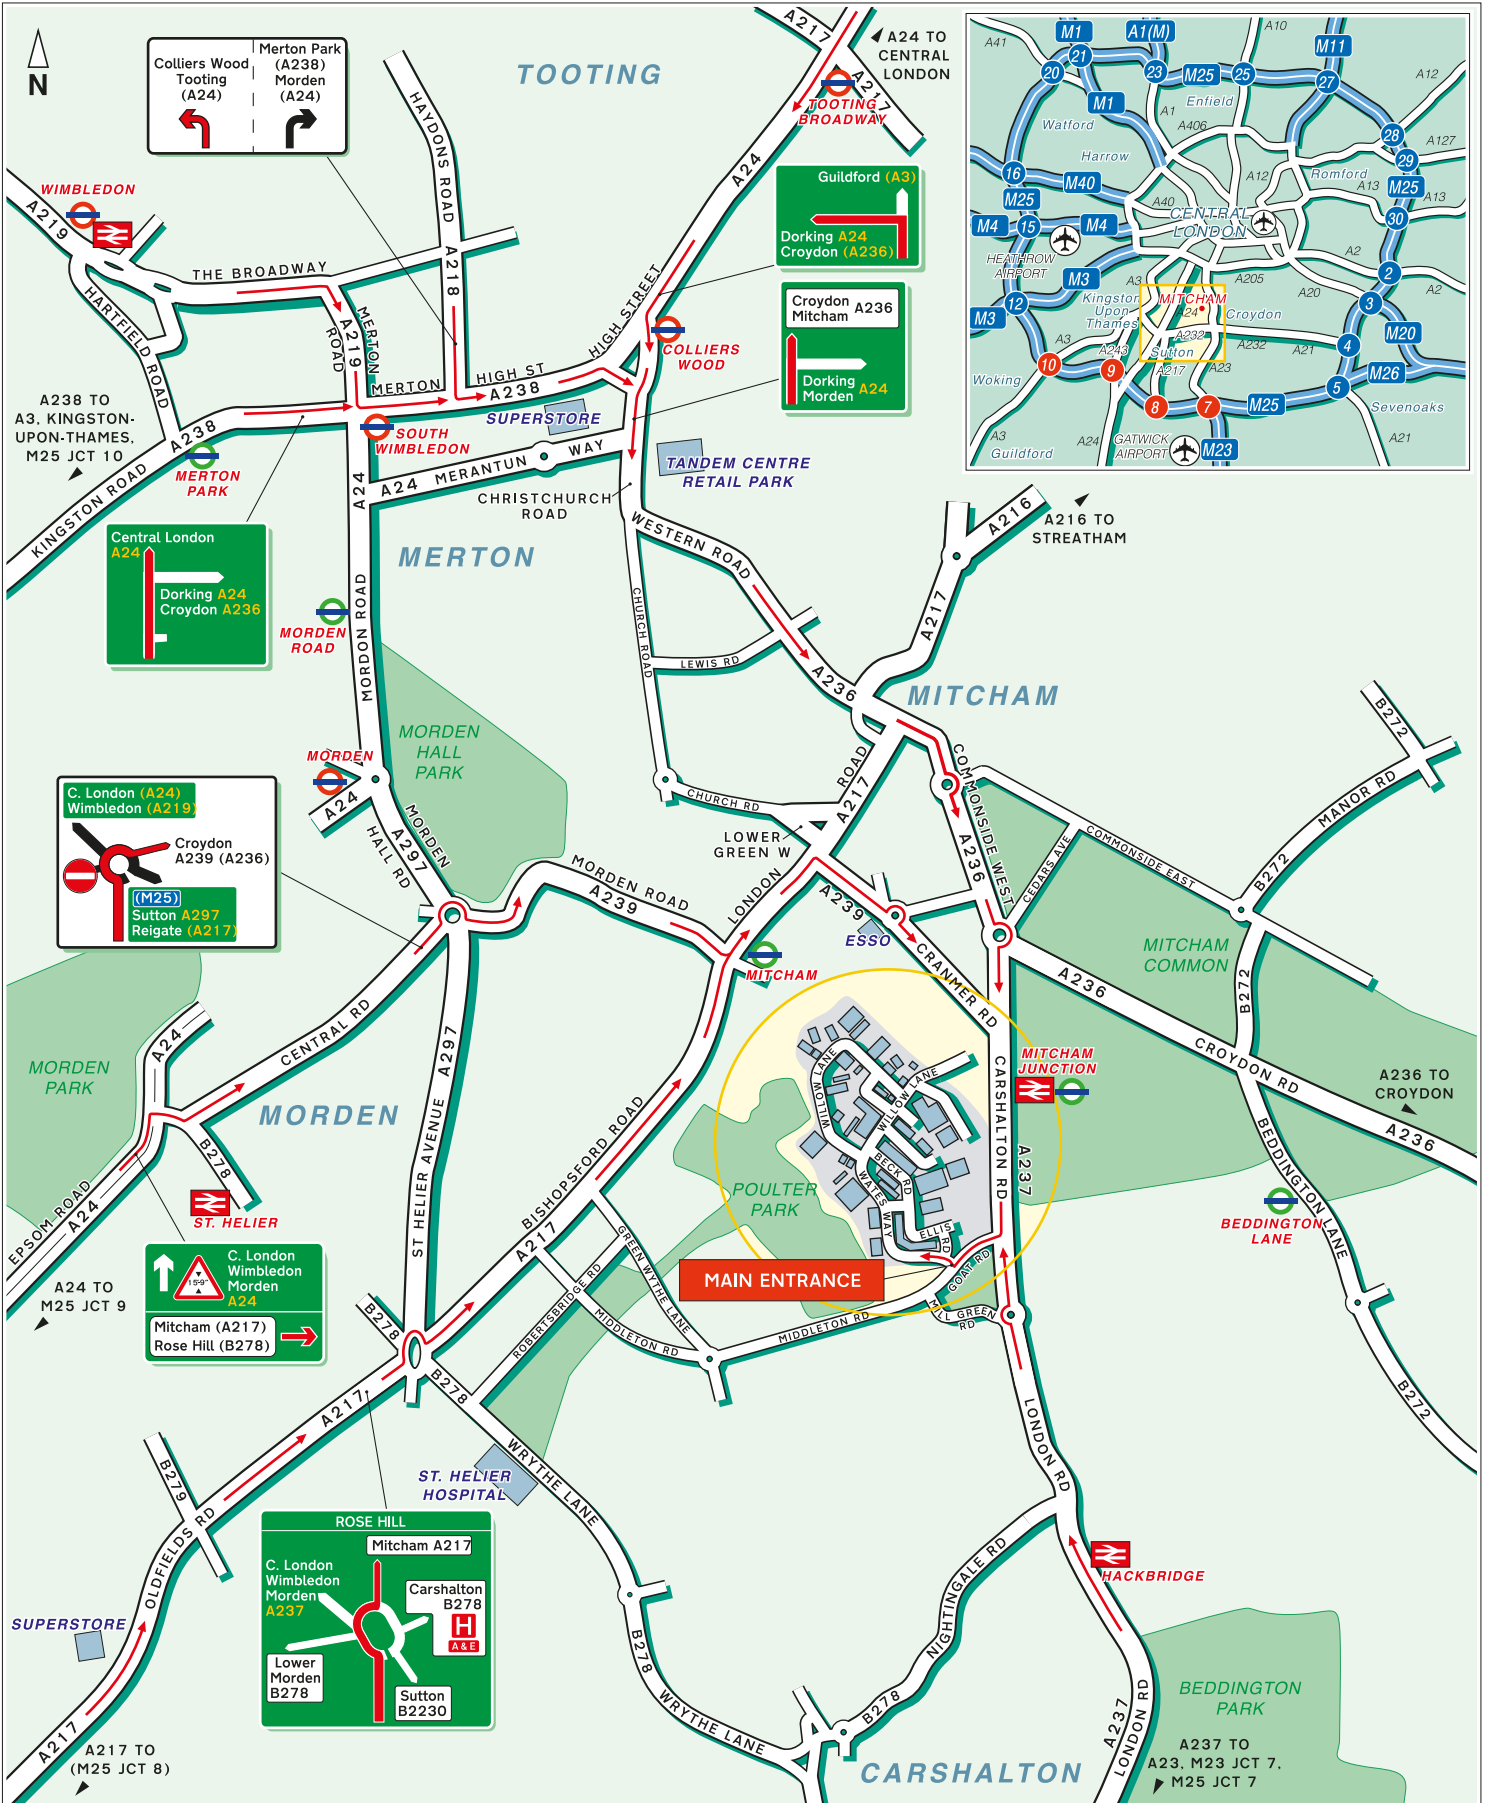 N
Colliers Wood
Tooting
(A24)
Merton Park
(A238)
Morden
(A24)
TOOTING
A217
A24 TO
CENTRAL
LONDON
A217
TOOTING
BROADWAY
HAYDONS ROAD
A218
A24
WIMBLEDON
A219
THE BROADWAY
HARTFIELD ROAD
MERTON
ROAD
A219
Guildford (A3)
Dorking A24
Croydon (A236)
HIGH STREET
Croydon
Mitcham
A236
Dorking
Morden
A24
COLLIERS
WOOD
MERTON
HIGH ST
A238
SUPERSTORE
A238 TO
A3, KINGSTON-
UPON-THAMES,
M25 JCT 10
A238
KINGSTON ROAD
MERTON
PARK
SOUTH
WIMBLEDON
A24
A24 MERANTUN WAY
TANDEM CENTRE
RETAIL PARK
CHRISTCHURCH
ROAD
Central London
A24
Dorking A24
Croydon A236
MERTON
WESTERN ROAD
A216
A216 TO
STREATHAM
A217
MORDEN
ROAD
MORDON ROAD
CHURCH ROAD
LEWIS RD
A236
MITCHAM
MORDEN
HALL
PARK
MORDEN
A24
B272
MANOR RD
B272
C. London (A24)
Wimbledon (A219)
Croydon
A239 (A236)
(M25)
Sutton A297
Reigate (A217)
MORDEN
HALL RD
A297
CHURCH RD
LOWER
GREEN W
ROAD
A217
COMMONSIDE WEST
A236
CEDARS AVE
COMMONSIDE EAST
MORDEN ROAD
A239
LONDON
A239
ESSO
CRANMER RD
MITCHAM
MITCHAM
COMMON
A236
B272
CROYDON RD
A236 TO
CROYDON
A236
MORDEN
PARK
A24
CENTRAL RD
A297
MORDEN
B278
ST. HELIER
EPSOM ROAD
A24
A24 TO
M25 JCT 9
ST HELIER AVENUE
BISHOPSFORD ROAD
A217
POULTER
PARK
WILLOW LANE
WILLOW LANE
BECK
RD
WATES
WAY
ELLIS
RD
GOAT RD
CARSHALTON RD
A237
MITCHAM
JUNCTION
BEDDINGTON LANE
BEDDINGTON
LANE
B272
MAIN ENTRANCE
C. London
Wimbledon
Morden
A24
15'-9"
Mitcham (A217)
Rose Hill (B278)
B278
GREEN WYTHE LANE
ROBERTSBRIDGE RD
MIDDLETON RD
MIDDLETON RD
MILL GREEN
RD
B278
A217
WRYTHE LANE
ST. HELIER
HOSPITAL
LONDON RD
B279
OLDFIELDS RD
ROSE HILL
Mitcham A217
C. London
Wimbledon
Morden
A237
Carshalton
B278
H
A & E
Lower
Morden
B278
Sutton
B2230
SUPERSTORE
A217
A217 TO
(M25 JCT 8)
B278
WRYTHE LANE
B278
NIGHTINGALE RD
HACKBRIDGE
CARSHALTON
BEDDINGTON
PARK
A237
LONDON RD
A237 TO
A23, M23 JCT 7,
M25 JCT 7
A41
M1
A1(M)
A10
M11
20
21
23
M25
25
27
A12
M1
A1
Enfield
Watford
A406
28
A127
Harrow
29
16
M40
A12
Romford
A13
M25
A13
M25
A40
CENTRAL
LONDON
30
M4
15
M4
HEATHROW
AIRPORT
A2
2
M3
A3
A205
A20
A2
12
M3
Kingston
Upon
Thames
MITCHAM
A24
Croydon
3
A3
A232
A232
M20
A243
Sutton
A21
4
10
9
A217
A23
M26
Woking
5
8
7
M25
Sevenoaks
A3
Guildford
A24
GATWICK
AIRPORT
M23
A21